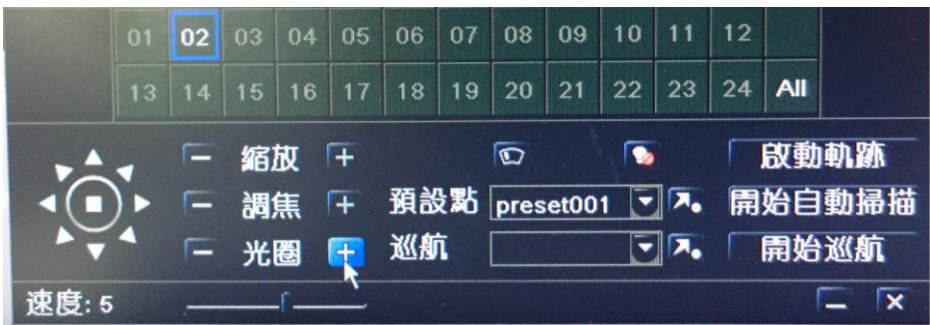 01 02 03 04 05 06 07 08 09 10 11 12
13 14 15 16 17 18 19 20 21 22 23 24 All
− 縮放 + 啟動軌跡
− 調焦 + 預設點 preset001 開始自動掃描
− 光圈 + 巡航 開始巡航
速度: 5